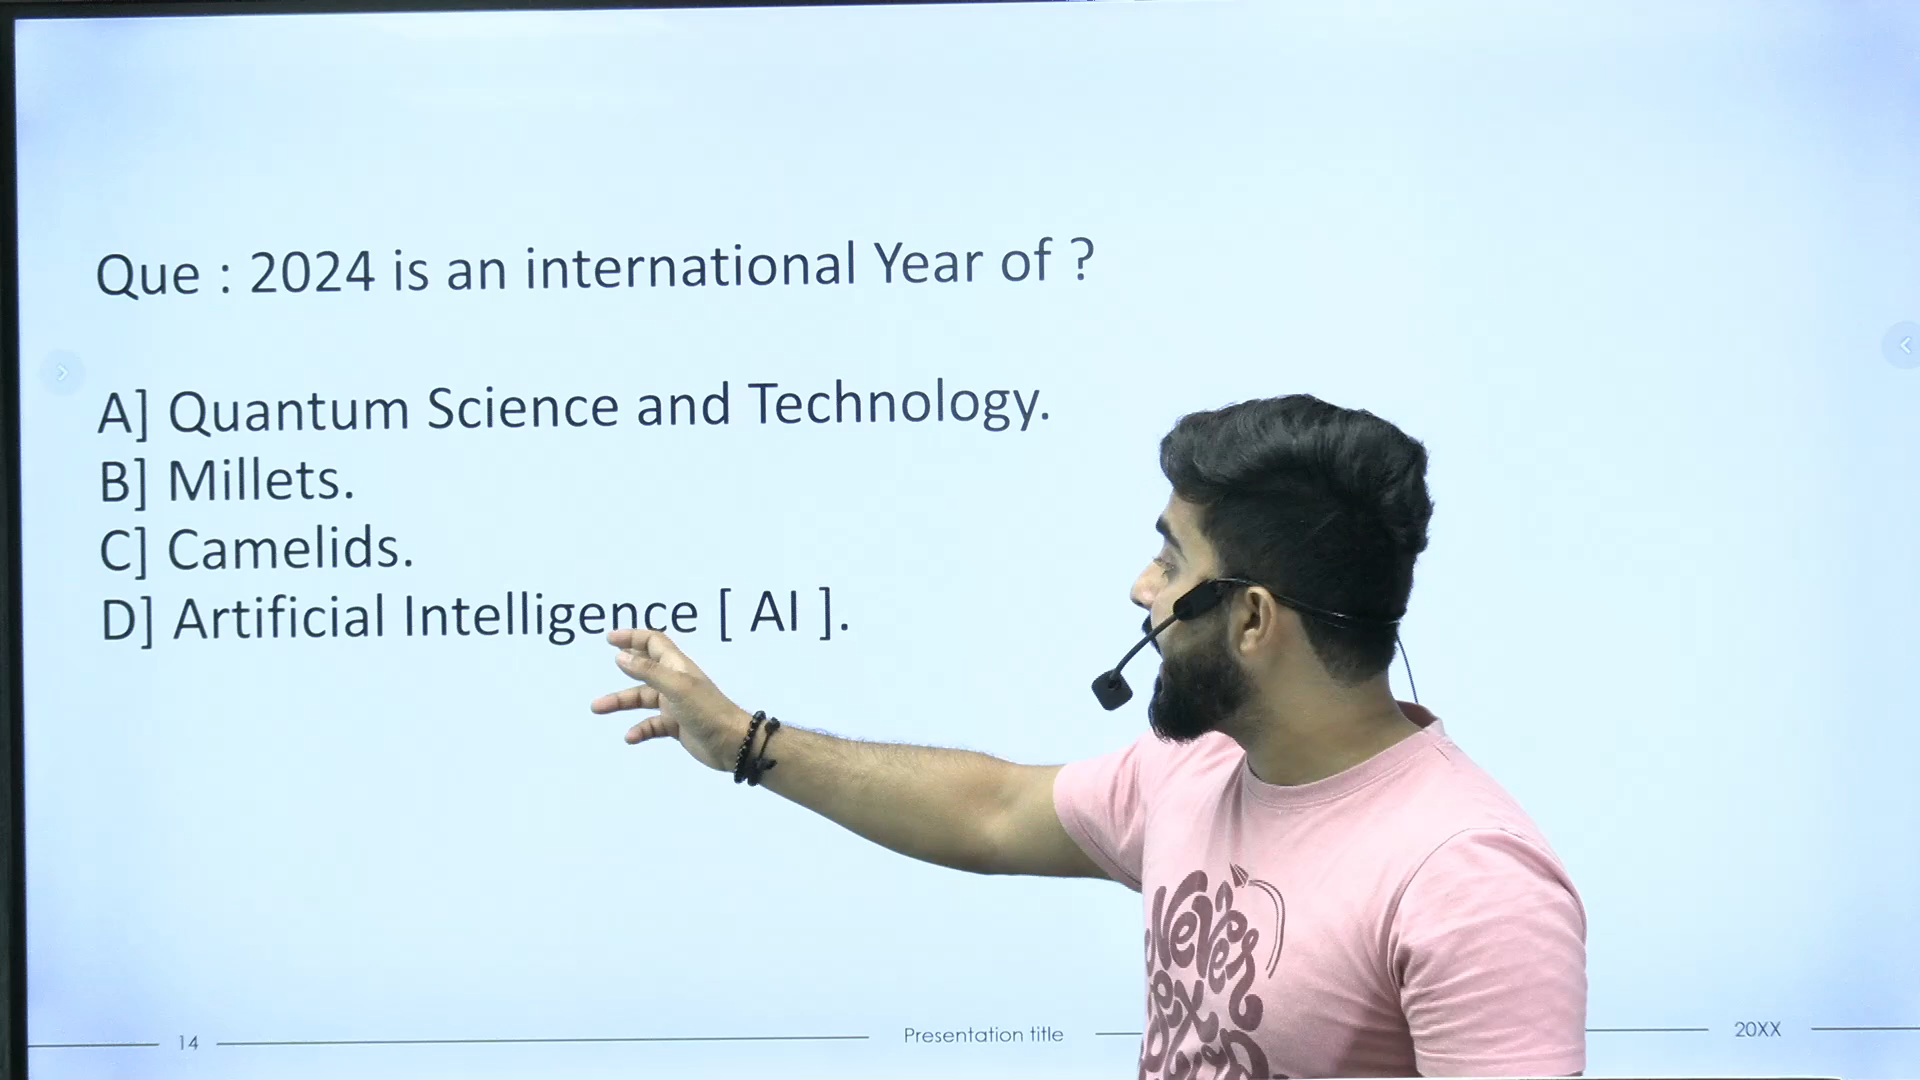 Que : 2024 is an international Year of ?
A] Quantum Science and Technology.
B] Millets.
C] Camelids.
D] Artificial Intelligence [ AI ].
Never
14
Presentation title
20XX